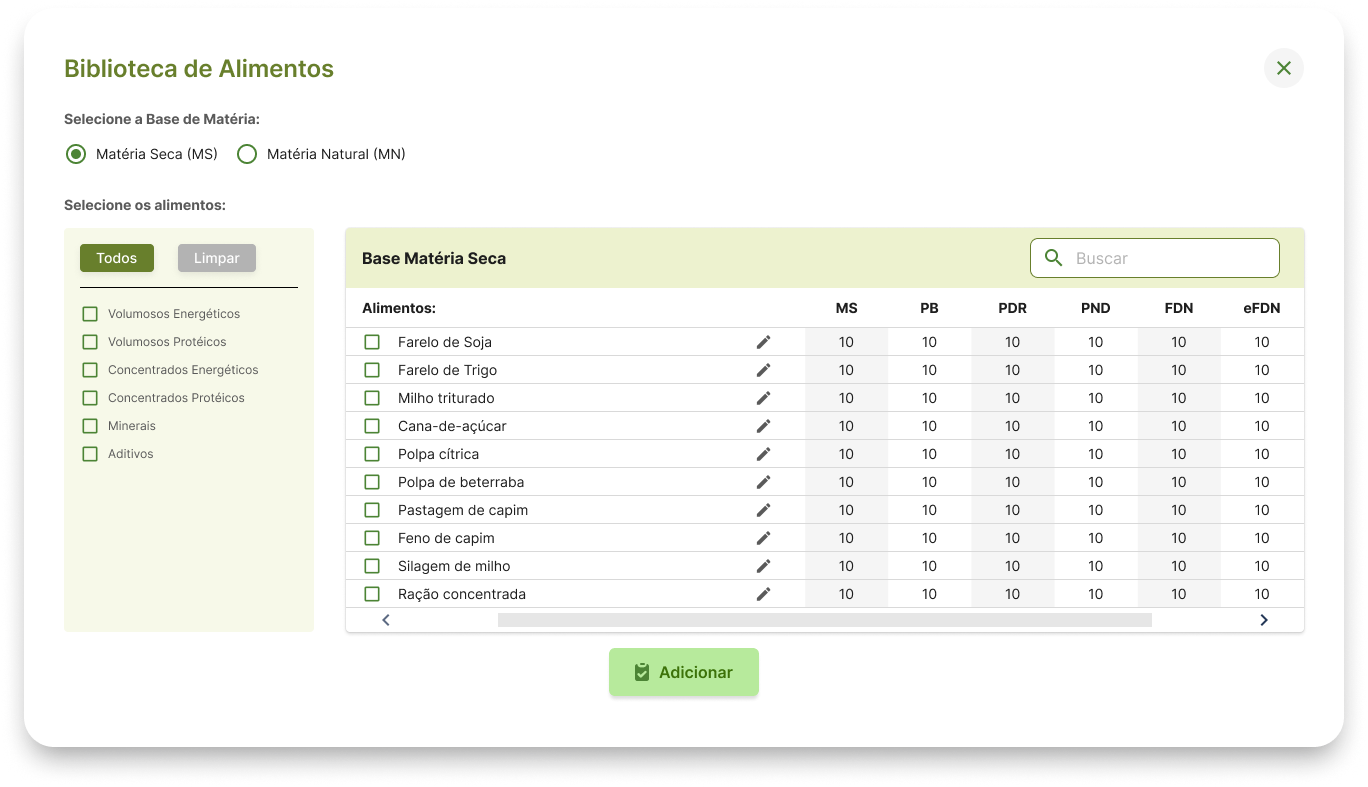 Biblioteca de Alimentos
Selecione a Base de Matéria:
Matéria Seca (MS) Matéria Natural (MN)
Selecione os alimentos:
Todos Limpar
Volumosos Energéticos
Volumosos Protéicos
Concentrados Energéticos
Concentrados Protéicos
Minerais
Aditivos
Base Matéria Seca Buscar
Alimentos: MS PB PDR PND FDN eFDN
Farelo de Soja 10 10 10 10 10 10
Farelo de Trigo 10 10 10 10 10 10
Milho triturado 10 10 10 10 10 10
Cana-de-açúcar 10 10 10 10 10 10
Polpa cítrica 10 10 10 10 10 10
Polpa de beterraba 10 10 10 10 10 10
Pastagem de capim 10 10 10 10 10 10
Feno de capim 10 10 10 10 10 10
Silagem de milho 10 10 10 10 10 10
Ração concentrada 10 10 10 10 10 10
Adicionar